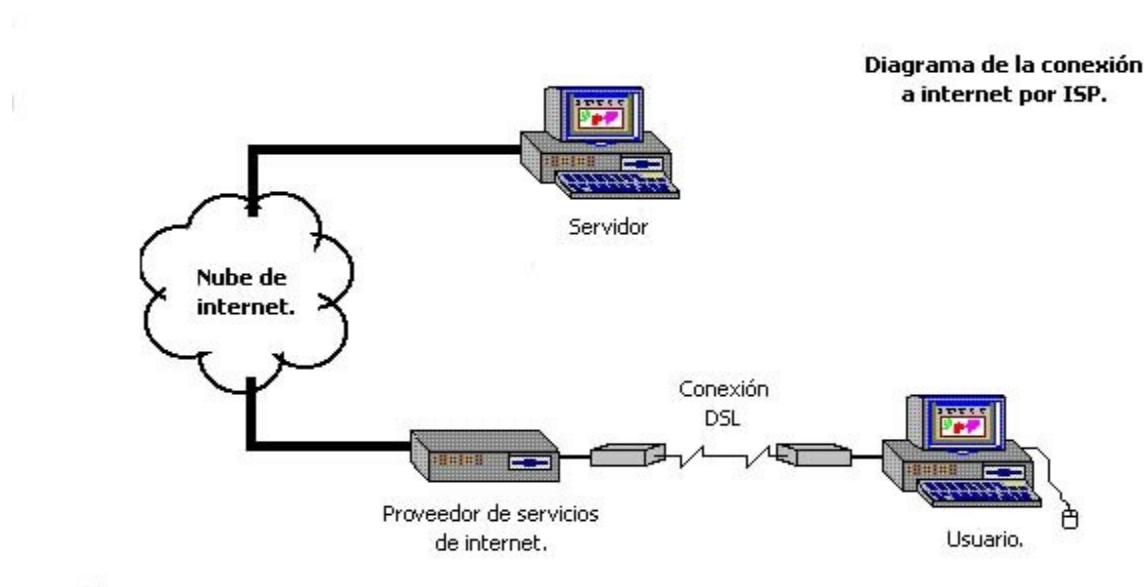 Diagrama de la conexión
a internet por ISP.
Servidor
Nube de
internet.
Conexión
DSL
Proveedor de servicios
de internet.
Usuario.